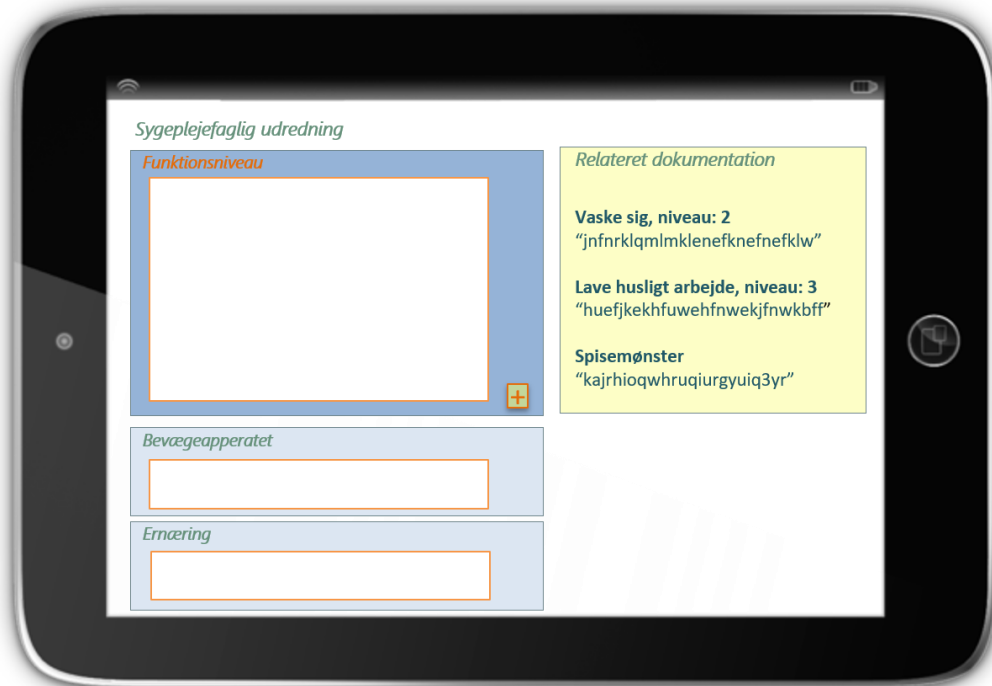 Sygeplejefaglig udredning
Funktionsniveau
Relateret dokumentation
Vaske sig, niveau: 2
“jnfnrklqmlmklenefknefnefklw”
Lave husligt arbejde, niveau: 3
“huefjkekhfuwehfnwekjfnwkbff”
Spisemønster
“kajrhioqwhruqiurgyuiq3yr”
+
Bevægeapperatet
Ernæring